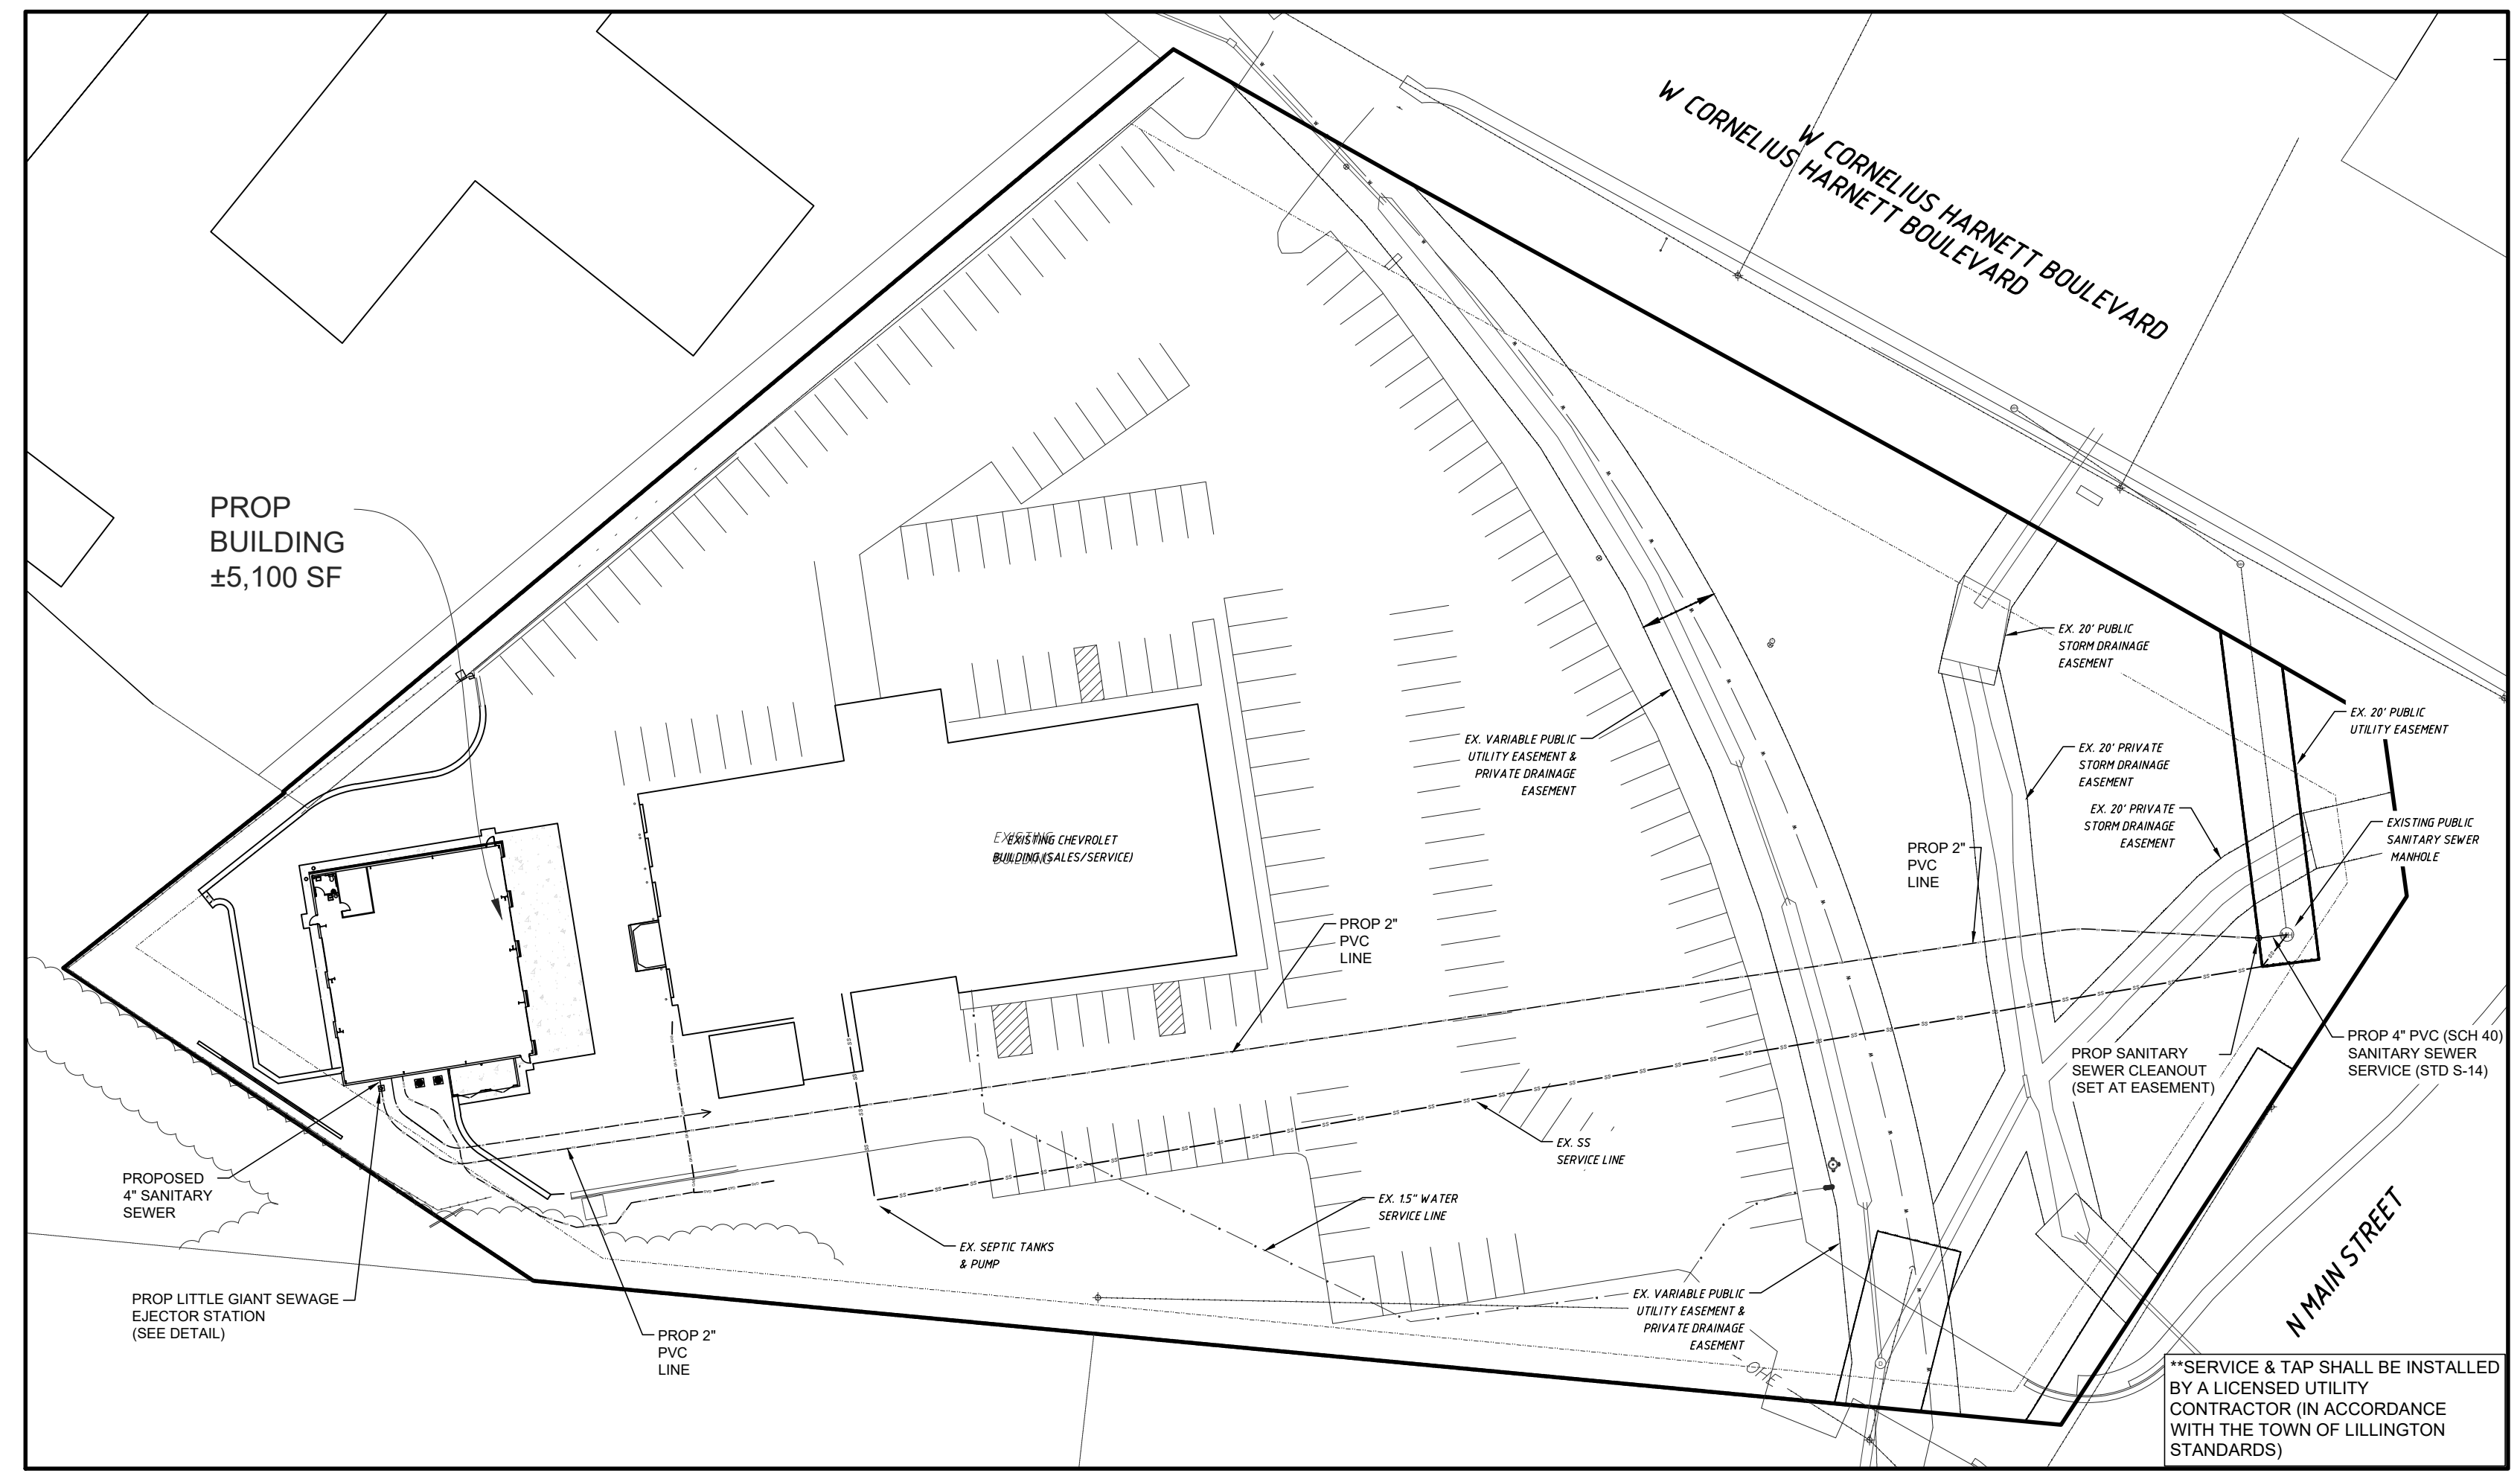 W CORNELIUS HARNETT BOULEVARD
W CORNELIUS HARNETT BOULEVARD
PROP
BUILDING
±5,100 SF
EX. 20' PUBLIC
STORM DRAINAGE
EASEMENT
EX. 20' PUBLIC
UTILITY EASEMENT
EX. VARIABLE PUBLIC
UTILITY EASEMENT &
PRIVATE DRAINAGE
EASEMENT
EX. 20' PRIVATE
STORM DRAINAGE
EASEMENT
EX. 20' PRIVATE
STORM DRAINAGE
EASEMENT
EXISTING PUBLIC
SANITARY SEWER
MANHOLE
EXISTING
BUILDING
EXISTING CHEVROLET
BUILDING (SALES/SERVICE)
PROP 2"
PVC
LINE
PROP 2"
PVC
LINE
PROP 4" PVC (SCH 40)
SANITARY SEWER
SERVICE (STD S-14)
PROP SANITARY
SEWER CLEANOUT
(SET AT EASEMENT)
EX. SS
SERVICE LINE
PROPOSED
4" SANITARY
SEWER
EX. 1.5" WATER
SERVICE LINE
EX. SEPTIC TANKS
& PUMP
PROP LITTLE GIANT SEWAGE
EJECTOR STATION
(SEE DETAIL)
PROP 2"
PVC
LINE
EX. VARIABLE PUBLIC
UTILITY EASEMENT &
PRIVATE DRAINAGE
EASEMENT
OHE
N MAIN STREET
**SERVICE & TAP SHALL BE INSTALLED
BY A LICENSED UTILITY
CONTRACTOR (IN ACCORDANCE
WITH THE TOWN OF LILLINGTON
STANDARDS)